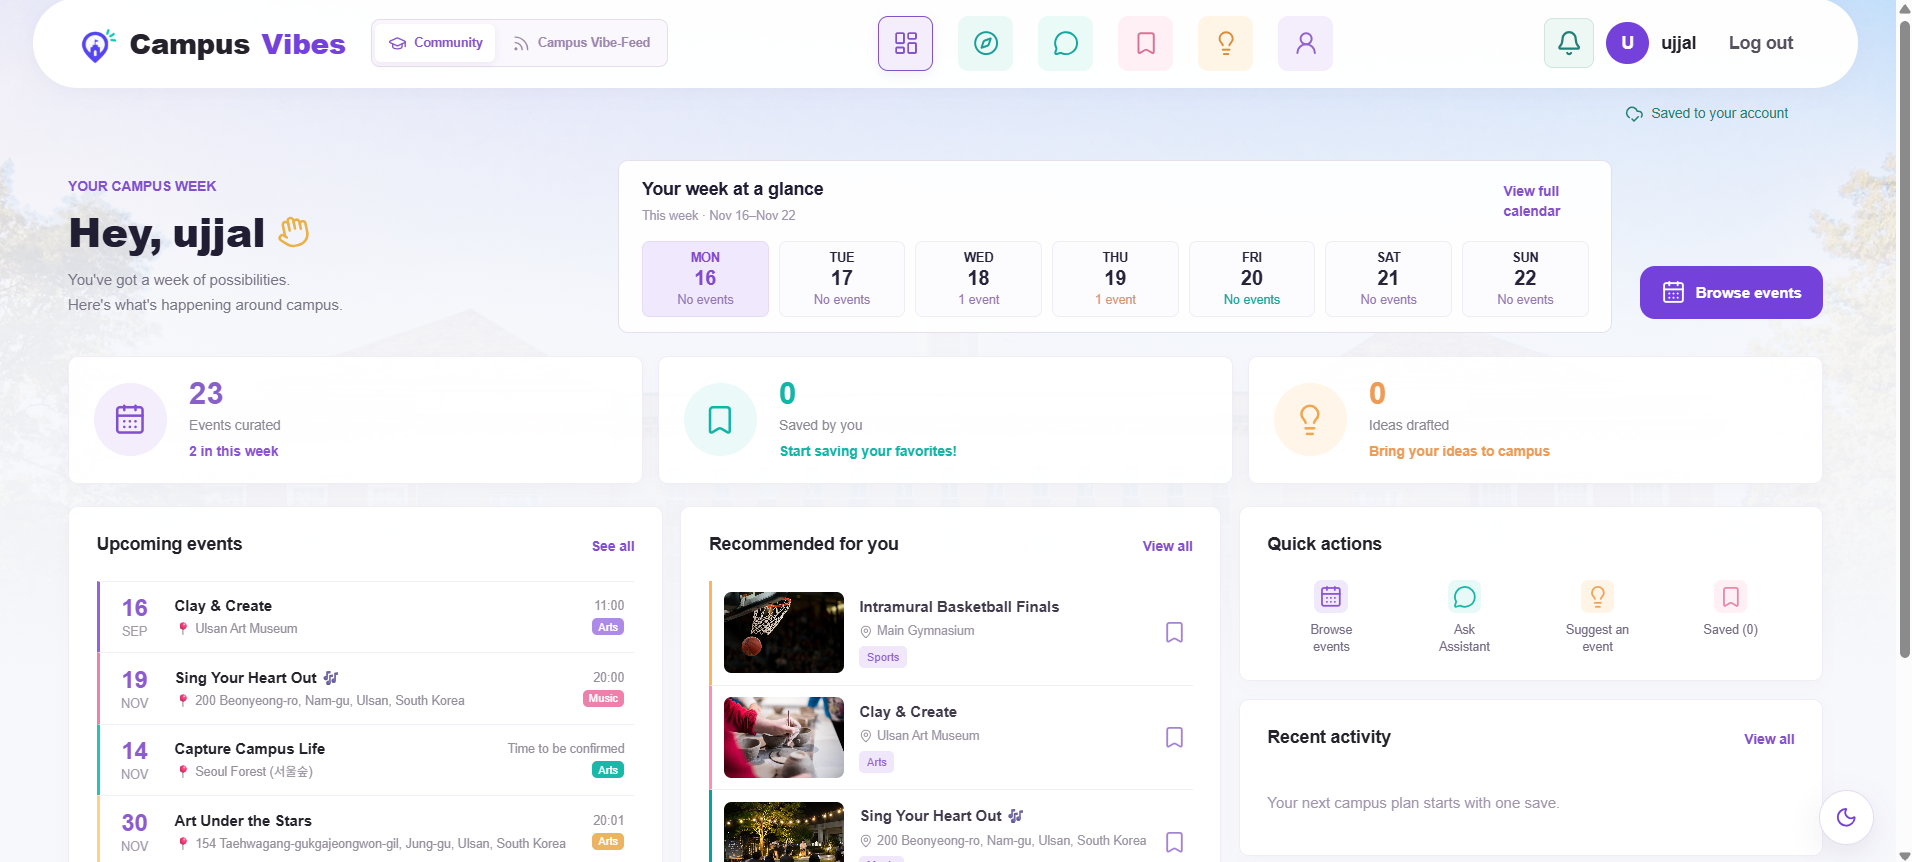 Campus Vibes
Community
Campus Vibe-Feed
U
ujjal
Log out
Saved to your account
YOUR CAMPUS WEEK
Hey, ujjal
You've got a week of possibilities.
Here's what's happening around campus.
Your week at a glance
This week · Nov 16–Nov 22
View full
calendar
MON
16
No events
TUE
17
No events
WED
18
1 event
THU
19
1 event
FRI
20
No events
SAT
21
No events
SUN
22
No events
Browse events
23
Events curated
2 in this week
0
Saved by you
Start saving your favorites!
0
Ideas drafted
Bring your ideas to campus
Upcoming events
See all
16
SEP
Clay & Create
Ulsan Art Museum
11:00
Arts
19
NOV
Sing Your Heart Out 🎶
200 Beonyeong-ro, Nam-gu, Ulsan, South Korea
20:00
Music
14
NOV
Capture Campus Life
Seoul Forest (서울숲)
Time to be confirmed
Arts
30
NOV
Art Under the Stars
154 Taehwagang-gukgajeongwon-gil, Jung-gu, Ulsan, South Korea
20:01
Arts
Recommended for you
View all
Intramural Basketball Finals
Main Gymnasium
Sports
Clay & Create
Ulsan Art Museum
Arts
Sing Your Heart Out 🎶
200 Beonyeong-ro, Nam-gu, Ulsan, South Korea
Quick actions
Browse
events
Ask
Assistant
Suggest an
event
Saved (0)
Recent activity
View all
Your next campus plan starts with one save.